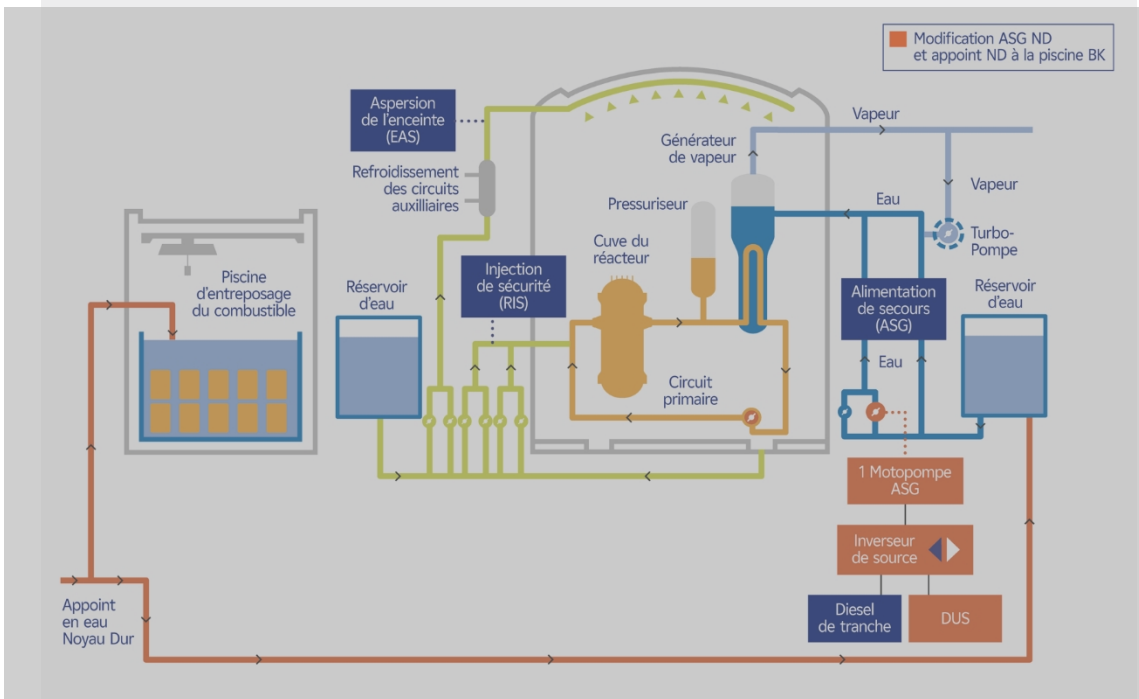 Modification ASG ND
et appoint ND à la piscine BK
Aspersion
de l'enceinte
(EAS)
Vapeur
Générateur
de vapeur
Refroidissement
des circuits
auxilliaires
Vapeur
Eau
Pressuriseur
Turbo-
Pompe
Cuve du
réacteur
Piscine
d'entreposage
du combustible
Réservoir
d'eau
Injection
de sécurité
(RIS)
Alimentation
de secours
(ASG)
Réservoir
d'eau
Eau
Circuit
primaire
1 Motopompe
ASG
Inverseur
de source
Diesel
de tranche
DUS
Appoint
en eau
Noyau Dur